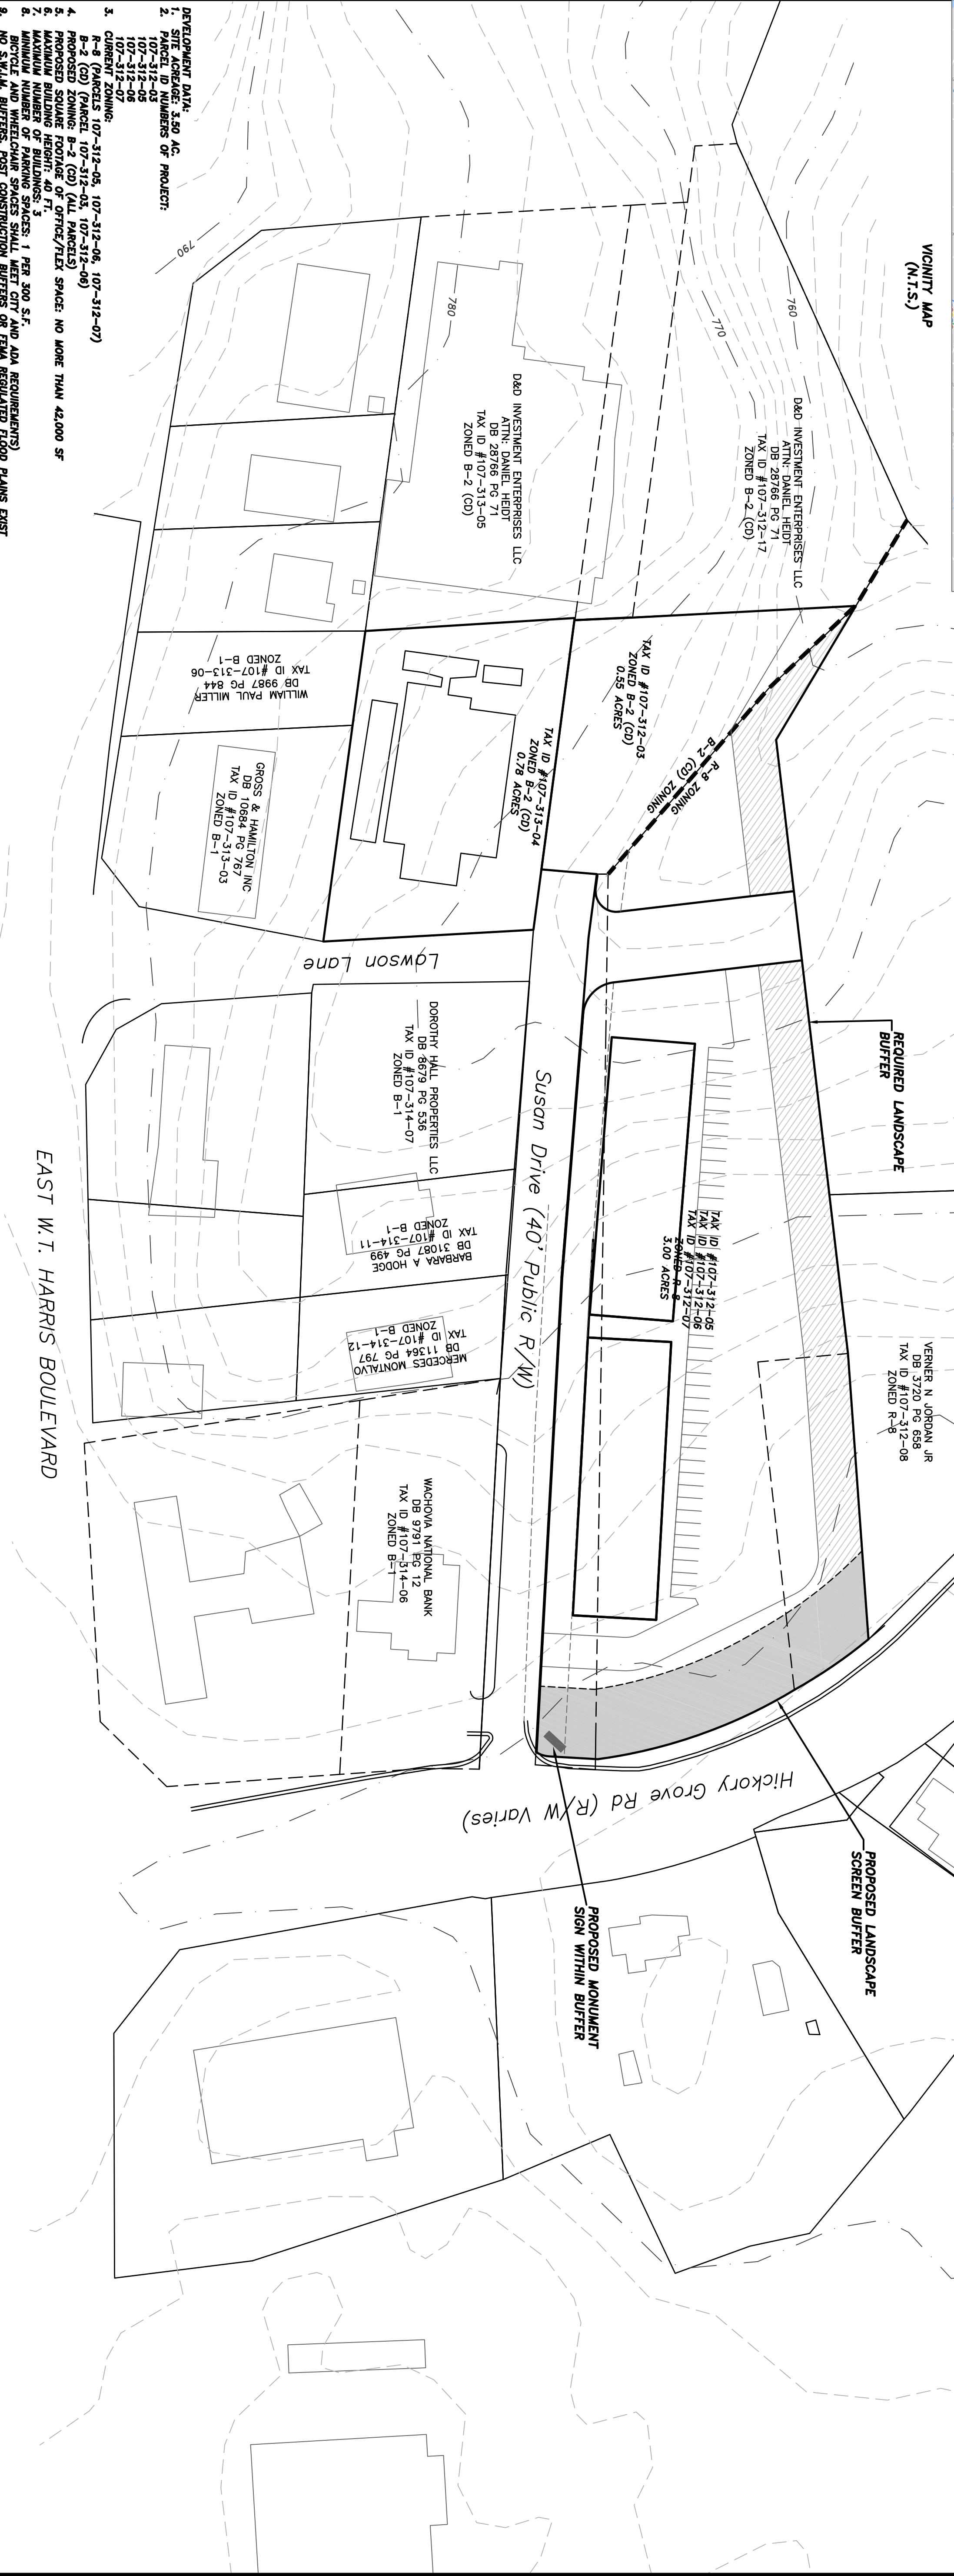 VICINITY MAP
(N.T.S.)
DEVELOPMENT DATA:
1. SITE ACREAGE: 3.50 AC.
2. PARCEL ID NUMBERS OF PROJECT:
107-312-03
107-312-05
107-312-06
107-312-07
3. CURRENT ZONING:
R-8 (PARCELS 107-312-05, 107-312-06, 107-312-07)
B-2 (CD) (PARCEL 107-312-03, 107-312-06)
4. PROPOSED ZONING: B-2 (CD) (ALL PARCELS)
5. PROPOSED SQUARE FOOTAGE OF OFFICE/FLEX SPACE: NO MORE THAN 42,000 SF
6. MAXIMUM BUILDING HEIGHT: 40 FT.
7. MAXIMUM NUMBER OF BUILDINGS: 3
8. MINIMUM NUMBER OF PARKING SPACES: 1 PER 300 S.F.
BICYCLE AND WHEELCHAIR SPACES SHALL MEET CITY AND ADA REQUIREMENTS)
9. NO S.W.I.M. BUFFERS, POST CONSTRUCTION BUFFERS OR FEMA REGULATED FLOOD PLAINS EXIST
760
770
780
790
D&D INVESTMENT ENTERPRISES LLC
ATTN: DANIEL HEIDT
DB 28766 PG 71
TAX ID #107-312-17
ZONED B-2 (CD)
D&D INVESTMENT ENTERPRISES LLC
ATTN: DANIEL HEIDT
DB 28766 PG 71
TAX ID #107-313-05
ZONED B-2 (CD)
TAX ID #107-312-03
ZONED B-2 (CD)
0.55 ACRES
R-8 ZONING
B-2 (CD) ZONING
TAX ID #107-313-04
ZONED B-2 (CD)
0.78 ACRES
WILLIAM PAUL MILLER
DB 9987 PG 844
TAX ID #107-313-06
ZONED B-1
GROSS & HAMILTON INC
DB 10684 PG 767
TAX ID #107-313-03
ZONED B-1
Lawson Lane
REQUIRED LANDSCAPE
BUFFER
DOROTHY HALL PROPERTIES LLC
DB 8679 PG 536
TAX ID #107-314-07
ZONED B-1
Susan Drive (40' Public R/W)
TAX ID #107-312-05
TAX ID #107-312-06
TAX ID #107-312-07
ZONED R-8
3.00 ACRES
BARBARA A HODGE
DB 31087 PG 499
TAX ID #107-314-11
ZONED B-1
MERCEDES MONTALVO
DB 11364 PG 797
TAX ID #107-314-12
ZONED B-1
EAST W.T. HARRIS BOULEVARD
VERNER N JORDAN JR
DB 3720 PG 658
TAX ID #107-312-08
ZONED R-8
WACHOVIA NATIONAL BANK
DB 9791 PG 12
TAX ID #107-314-06
ZONED B-1
Hickory Grove Rd (R/W Varies)
PROPOSED LANDSCAPE
SCREEN BUFFER
PROPOSED MONUMENT
SIGN WITHIN BUFFER